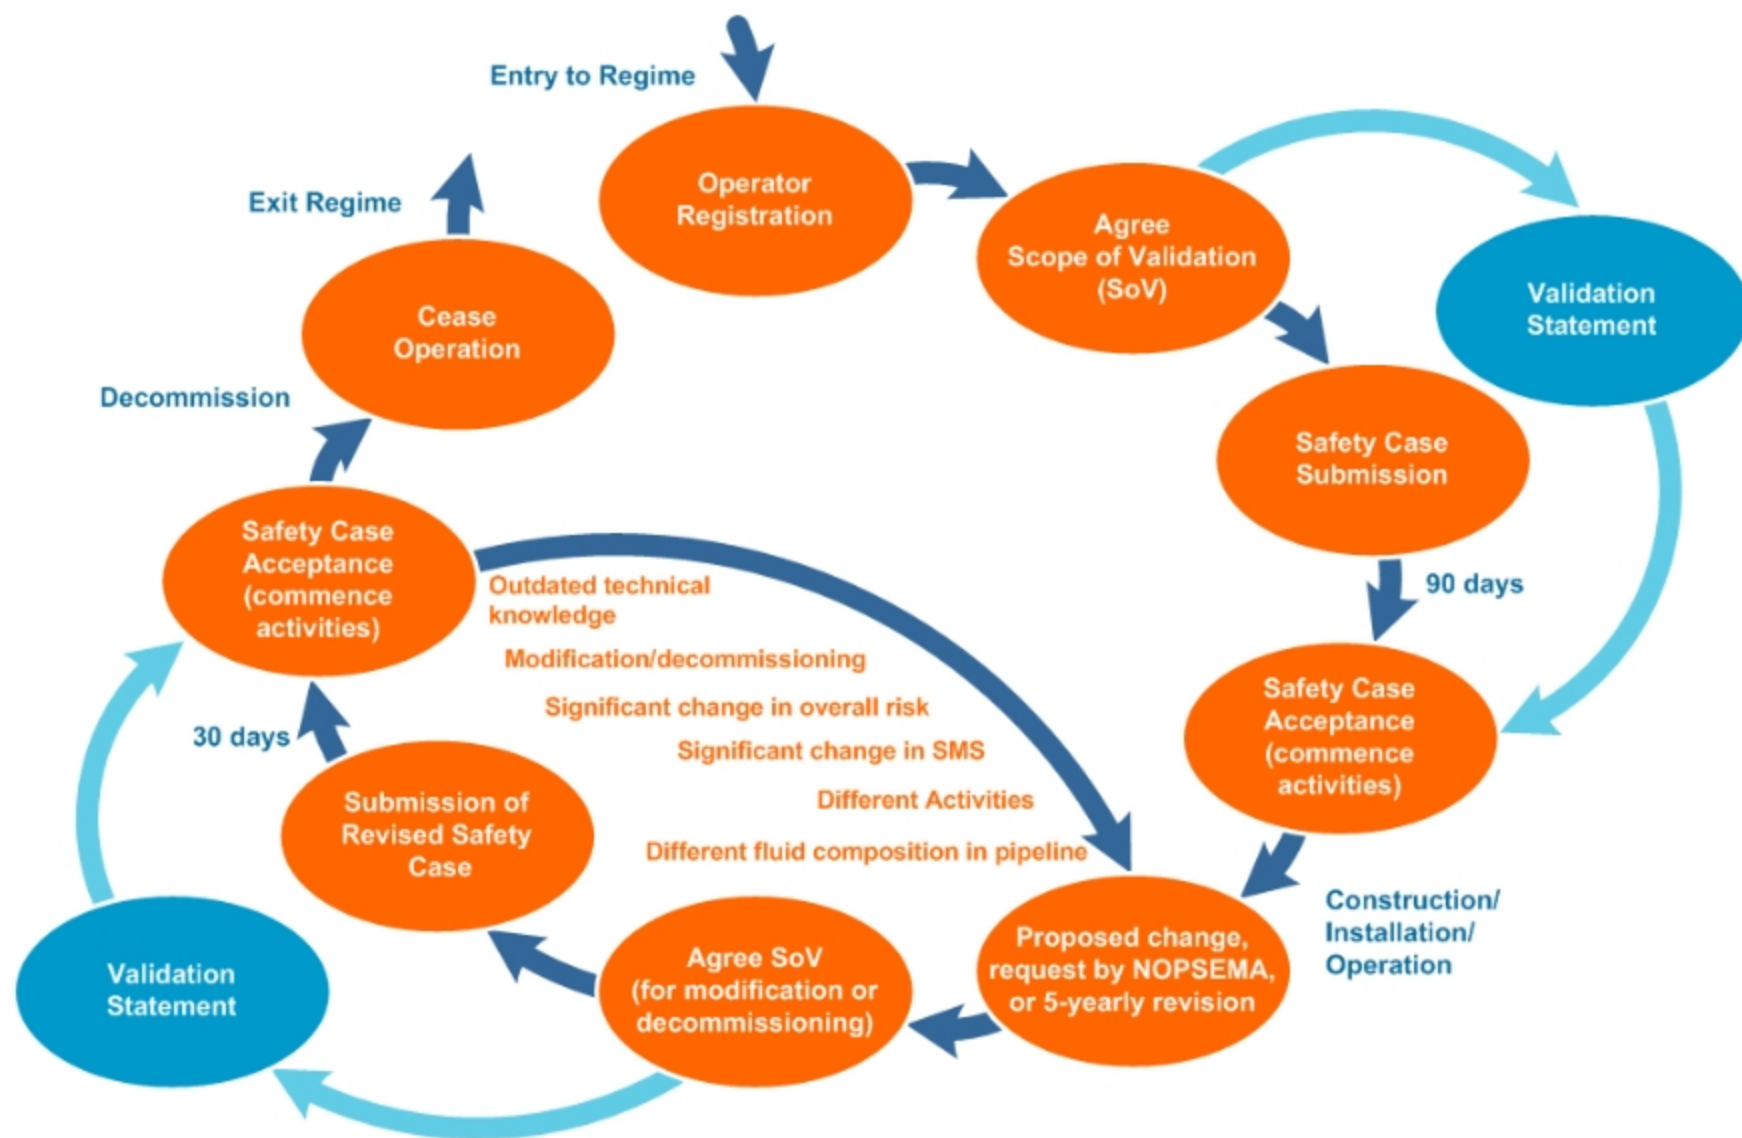 Entry to Regime
Operator
Registration
Agree
Scope of Validation
(SoV)
Validation
Statement
Safety Case
Submission
90 days
Safety Case
Acceptance
(commence
activities)
Construction/
Installation/
Operation
Proposed change,
request by NOPSEMA,
or 5-yearly revision
Agree SoV
(for modification or
decommissioning)
Validation
Statement
Submission of
Revised Safety
Case
30 days
Safety Case
Acceptance
(commence
activities)
Outdated technical
knowledge
Modification/decommissioning
Significant change in overall risk
Significant change in SMS
Different Activities
Different fluid composition in pipeline
Decommission
Cease
Operation
Exit Regime